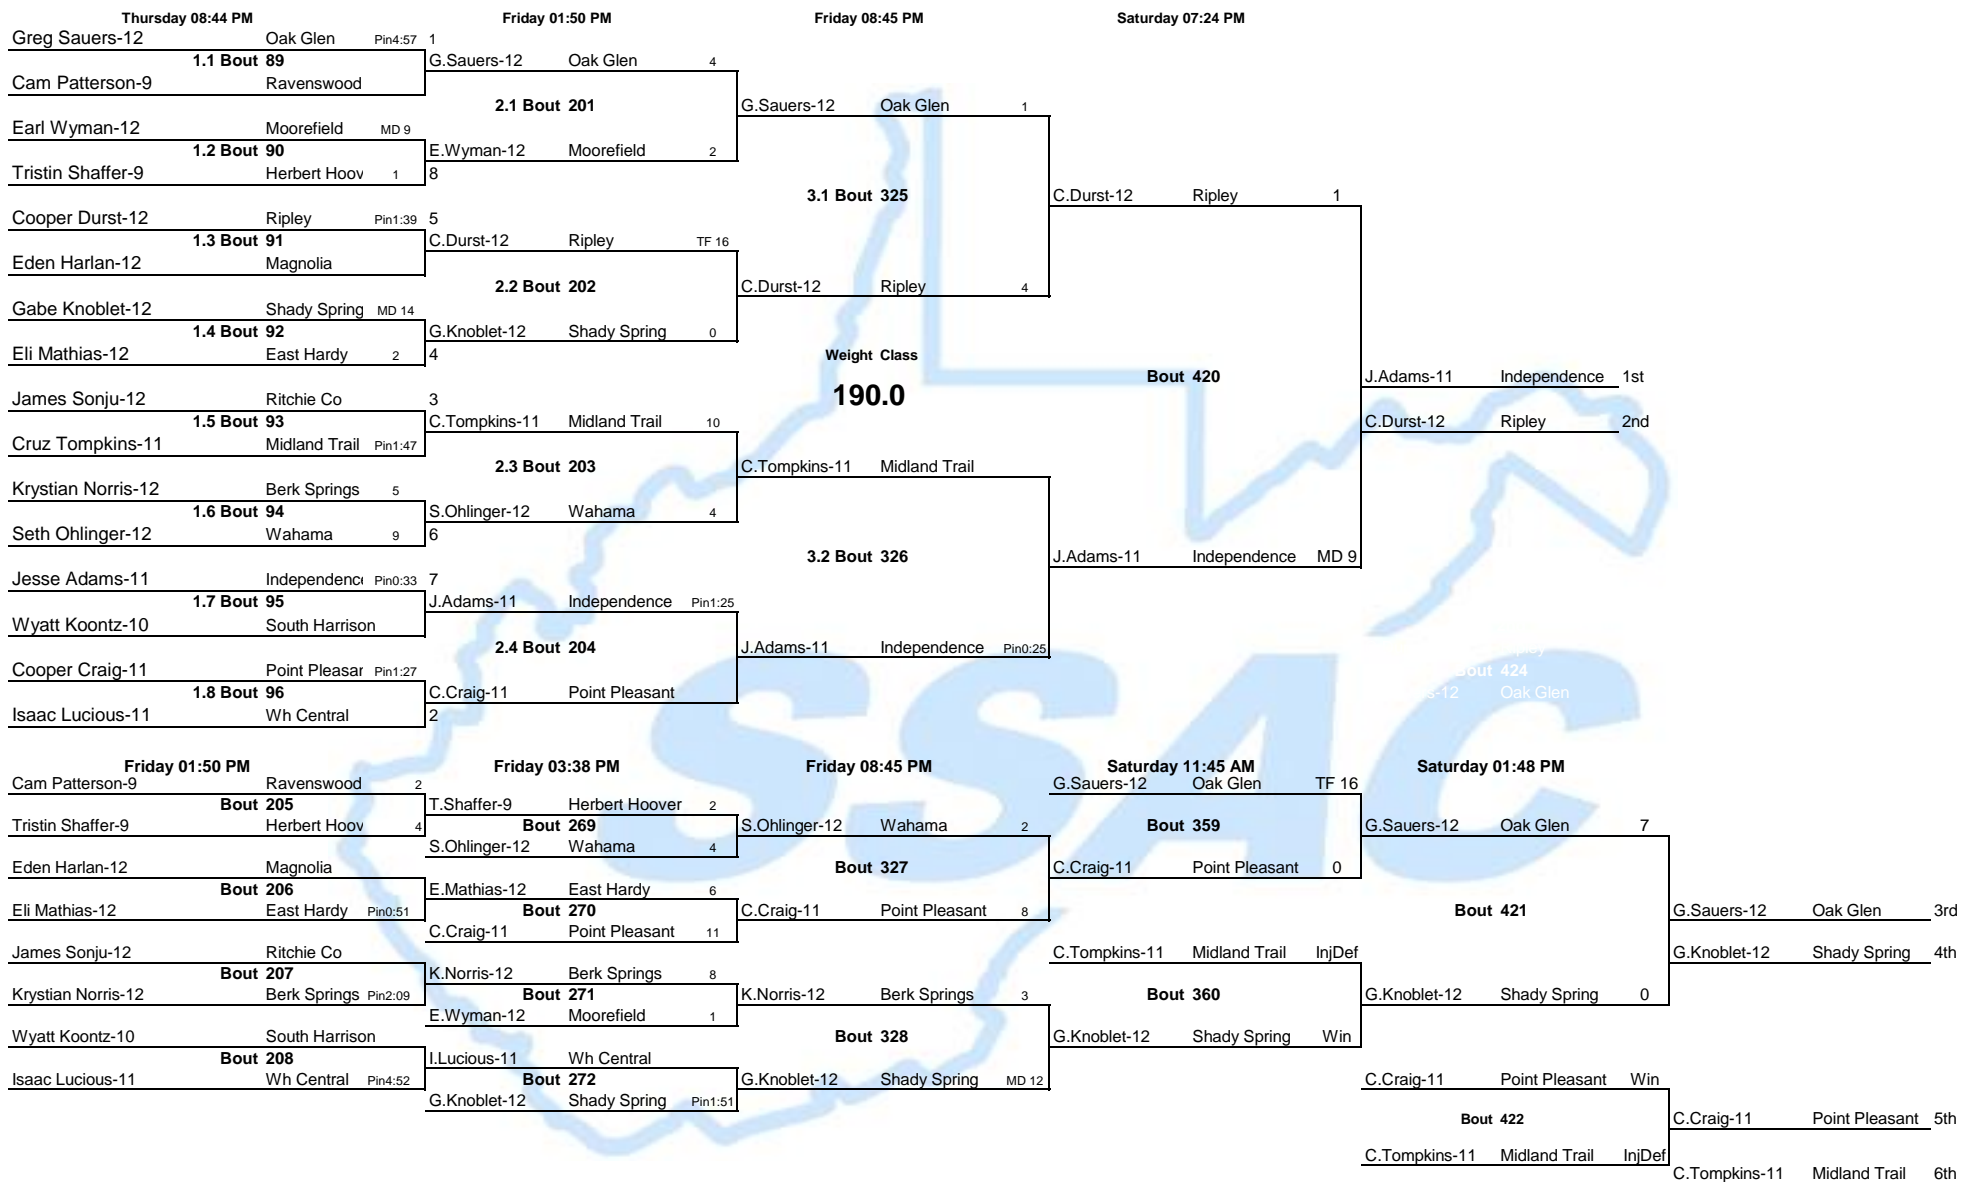 Thursday 08:44 PM Friday 01:50 PM Friday 08:45 PM Saturday 07:24 PM
Greg Sauers-12 Oak Glen Pin4:57 1
1.1 Bout 89 G.Sauers-12 Oak Glen 4
Cam Patterson-9 Ravenswood
2.1 Bout 201 G.Sauers-12 Oak Glen 1
Earl Wyman-12 Moorefield MD 9
1.2 Bout 90 E.Wyman-12 Moorefield 2
Tristin Shaffer-9 Herbert Hoov 1 8
3.1 Bout 325 C.Durst-12 Ripley 1
Cooper Durst-12 Ripley Pin1:39 5
1.3 Bout 91 C.Durst-12 Ripley TF 16
Eden Harlan-12 Magnolia
2.2 Bout 202 C.Durst-12 Ripley 4
Gabe Knoblet-12 Shady Spring MD 14
1.4 Bout 92 G.Knoblet-12 Shady Spring 0
Eli Mathias-12 East Hardy 2 4 Weight Class
Bout 420 J.Adams-11 Independence 1st
James Sonju-12 Ritchie Co 3 190.0
1.5 Bout 93 C.Tompkins-11 Midland Trail 10 C.Durst-12 Ripley 2nd
Cruz Tompkins-11 Midland Trail Pin1:47
2.3 Bout 203 C.Tompkins-11 Midland Trail
Krystian Norris-12 Berk Springs 5
1.6 Bout 94 S.Ohlinger-12 Wahama 4
Seth Ohlinger-12 Wahama 9 6
3.2 Bout 326 J.Adams-11 Independence MD 9
Jesse Adams-11 Independence Pin0:33 7
1.7 Bout 95 J.Adams-11 Independence Pin1:25
Wyatt Koontz-10 South Harrison
2.4 Bout 204 J.Adams-11 Independence Pin0:25
Cooper Craig-11 Point Pleasar Pin1:27 Bout 424
1.8 Bout 96 C.Craig-11 Point Pleasant s-12 Oak Glen
Isaac Lucious-11 Wh Central 2
SSAC
Friday 01:50 PM Friday 03:38 PM Friday 08:45 PM Saturday 11:45 AM Saturday 01:48 PM
Cam Patterson-9 Ravenswood 2 G.Sauers-12 Oak Glen TF 16
Bout 205 T.Shaffer-9 Herbert Hoover 2
Tristin Shaffer-9 Herbert Hoov 4 Bout 269 S.Ohlinger-12 Wahama 2 Bout 359 G.Sauers-12 Oak Glen 7
S.Ohlinger-12 Wahama 4
Eden Harlan-12 Magnolia Bout 327 C.Craig-11 Point Pleasant 0
Bout 206 E.Mathias-12 East Hardy 6
Eli Mathias-12 East Hardy Pin0:51 Bout 270 C.Craig-11 Point Pleasant 8 Bout 421 G.Sauers-12 Oak Glen 3rd
C.Craig-11 Point Pleasant 11
James Sonju-12 Ritchie Co C.Tompkins-11 Midland Trail InjDef G.Knoblet-12 Shady Spring 4th
Bout 207 K.Norris-12 Berk Springs 8
Krystian Norris-12 Berk Springs Pin2:09 Bout 271 K.Norris-12 Berk Springs 3 Bout 360 G.Knoblet-12 Shady Spring 0
E.Wyman-12 Moorefield 1
Wyatt Koontz-10 South Harrison Bout 328 G.Knoblet-12 Shady Spring Win
Bout 208 I.Lucious-11 Wh Central
Isaac Lucious-11 Wh Central Pin4:52 Bout 272 G.Knoblet-12 Shady Spring MD 12 C.Craig-11 Point Pleasant Win
G.Knoblet-12 Shady Spring Pin1:51
Bout 422 C.Craig-11 Point Pleasant 5th
C.Tompkins-11 Midland Trail InjDef
C.Tompkins-11 Midland Trail 6th